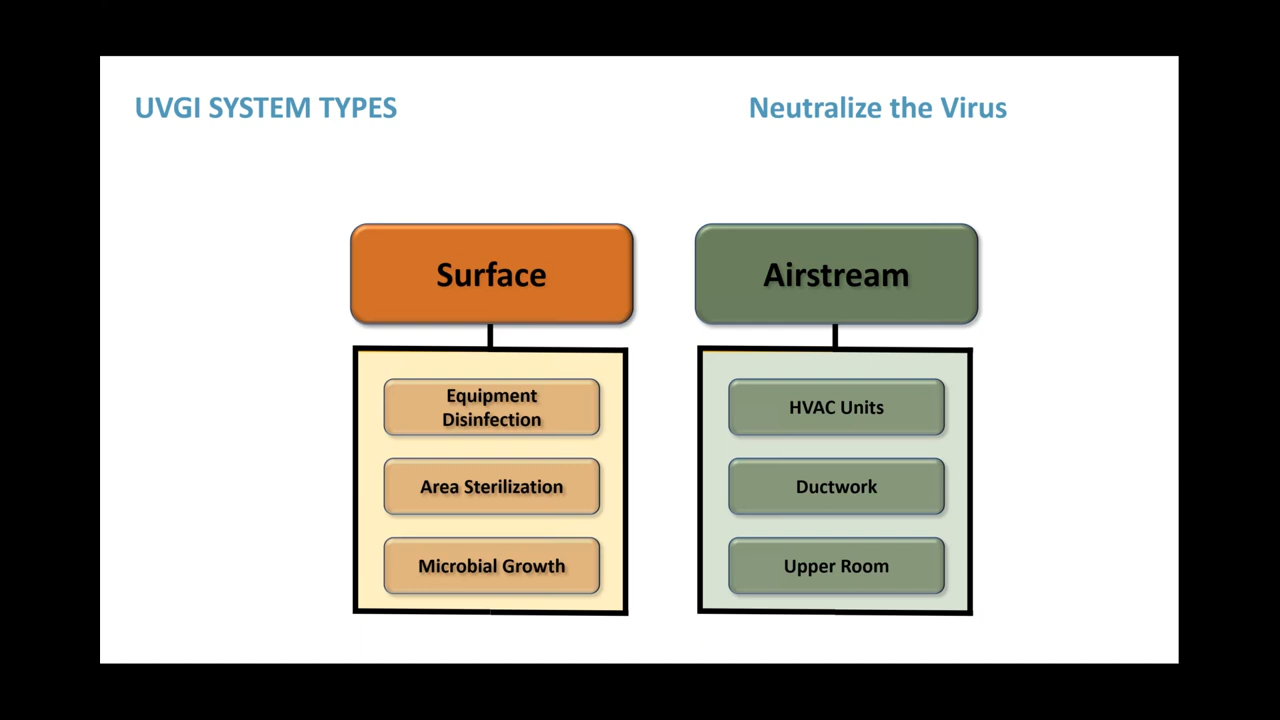 UVGI SYSTEM TYPES
Neutralize the Virus
Surface
Equipment
Disinfection
Area Sterilization
Microbial Growth
Airstream
HVAC Units
Ductwork
Upper Room